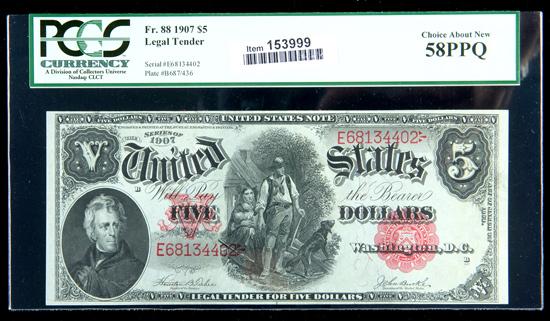 PCGS
CURRENCY
A Division of Collectors Universe
Nasdaq: CLCT
Fr. 88 1907 $5
Legal Tender
Serial#E68134402
Plate#B687/436
Item 153999
Choice About New
58PPQ
UNITED STATES NOTE
SERIES OF
1907
E68134402
V
United States
5
Will Pay the Bearer
FIVE DOLLARS
E68134402
Washington, D.C.
LEGAL TENDER FOR FIVE DOLLARS